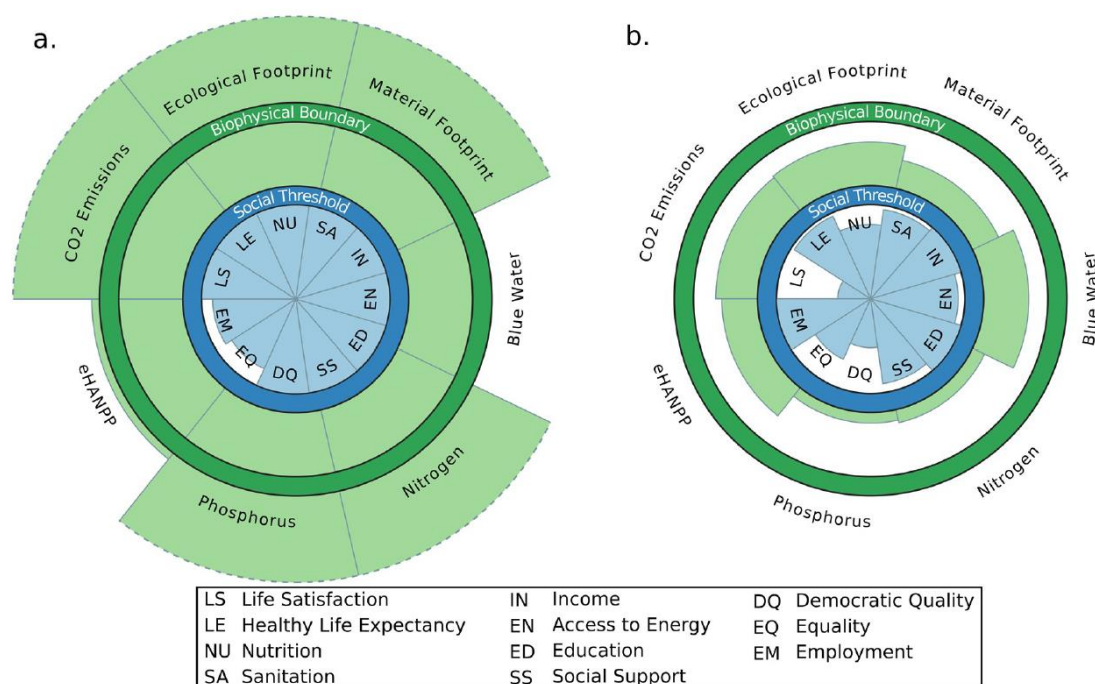 a.
Ecological Footprint
Material Footprint
CO2 Emissions
Biophysical Boundary
Social Threshold
LS
LE
NU
SA
IN
EN
ED
SS
DQ
EQ
EM
Blue Water
eHANPP
Phosphorus
Nitrogen
b.
Ecological Footprint
Material Footprint
CO2 Emissions
Biophysical Boundary
Social Threshold
LS
LE
NU
SA
IN
EN
ED
SS
DQ
EQ
EM
Blue Water
eHANPP
Phosphorus
Nitrogen
LS Life Satisfaction
LE Healthy Life Expectancy
NU Nutrition
SA Sanitation
IN Income
EN Access to Energy
ED Education
SS Social Support
DQ Democratic Quality
EQ Equality
EM Employment